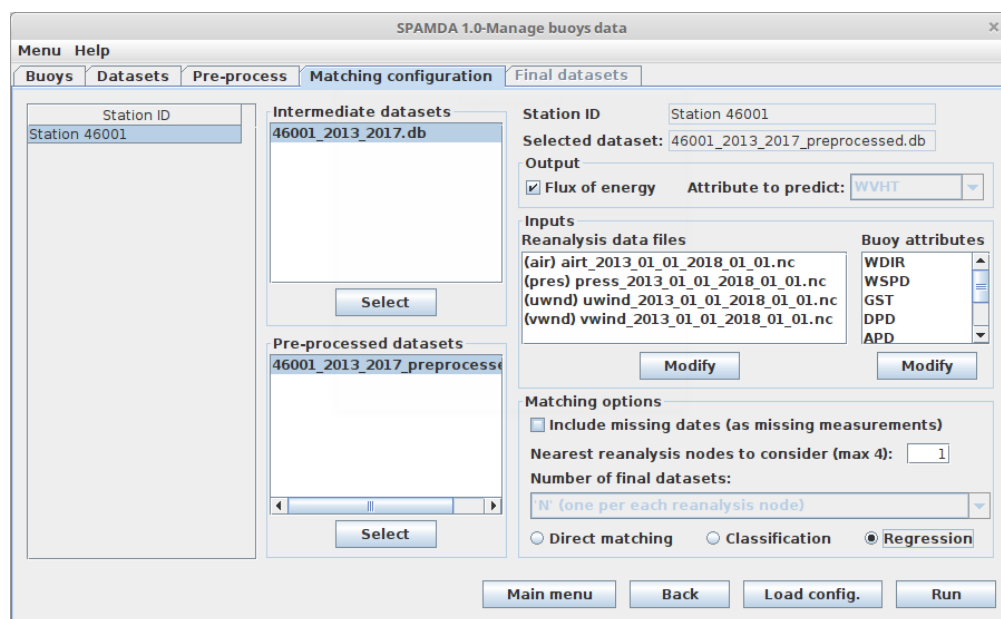 SPAMDA 1.0-Manage buoys data
×
Menu Help
Buoys Datasets Pre-process Matching configuration Final datasets
Station ID
Station 46001
Intermediate datasets
46001_2013_2017.db
Select
Pre-processed datasets
46001_2013_2017_preprocesse
Select
Station ID Station 46001
Selected dataset: 46001_2013_2017_preprocessed.db
Output
Flux of energy Attribute to predict: WVHT
Inputs
Reanalysis data files
(air) airt_2013_01_01_2018_01_01.nc
(pres) press_2013_01_01_2018_01_01.nc
(uwnd) uwind_2013_01_01_2018_01_01.nc
(vwnd) vwind_2013_01_01_2018_01_01.nc
Modify
Buoy attributes
WDIR
WSPD
GST
DPD
APD
Modify
Matching options
Include missing dates (as missing measurements)
Nearest reanalysis nodes to consider (max 4): 1
Number of final datasets:
'N' (one per each reanalysis node)
Direct matching Classification Regression
Main menu Back Load config. Run